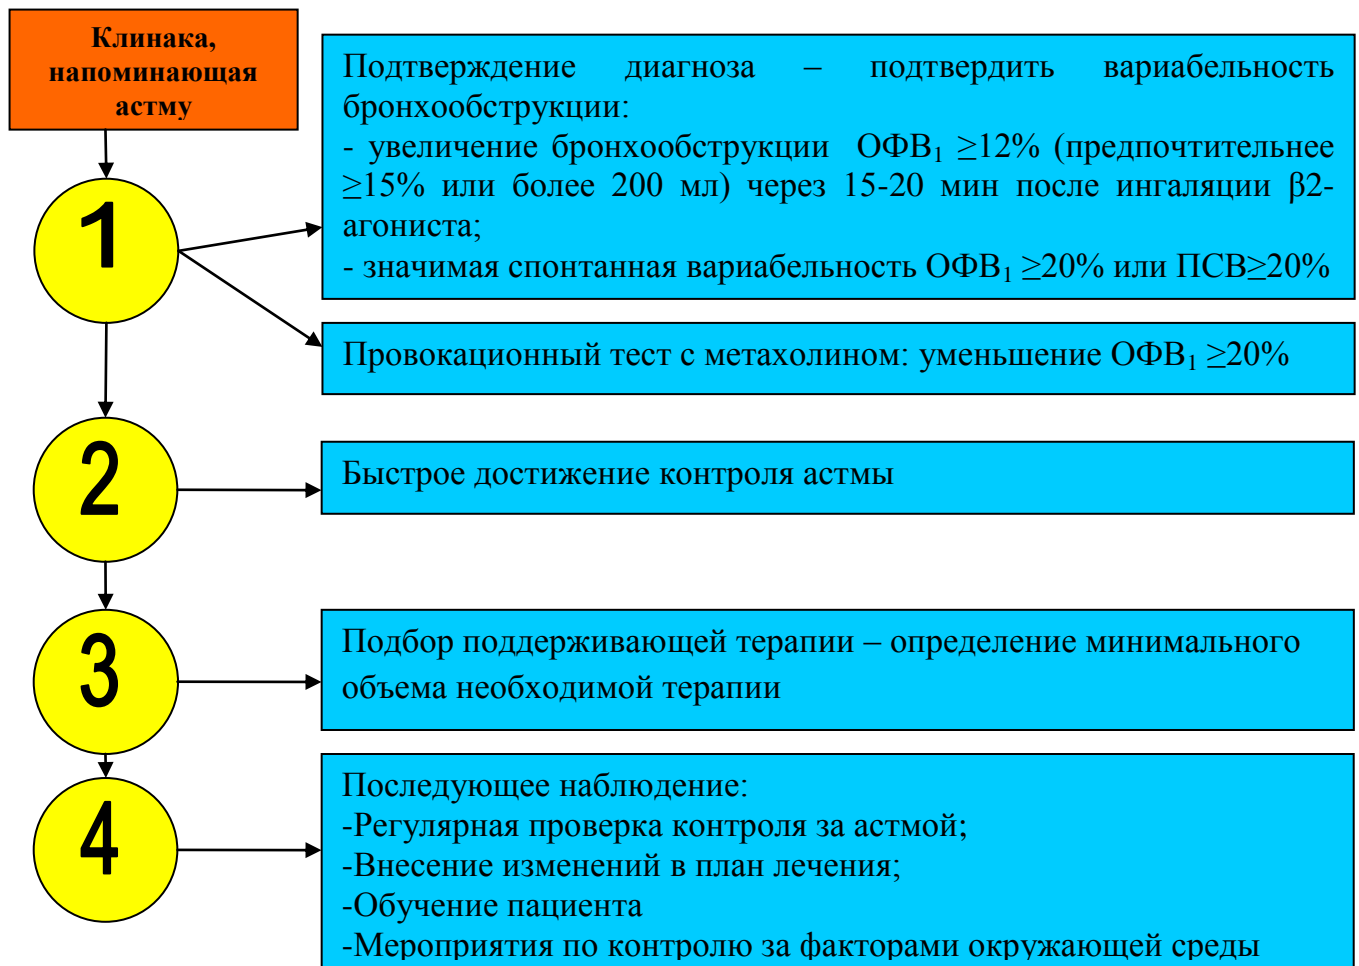 Клинака,
напоминающая
астму
1
Подтверждение диагноза – подтвердить вариабельность
бронхообструкции:
- увеличение бронхообструкции ОФВ₁ ≥12% (предпочтительнее
≥15% или более 200 мл) через 15-20 мин после ингаляции β2-
агониста;
- значимая спонтанная вариабельность ОФВ₁ ≥20% или ПСВ≥20%
Провокационный тест с метахолином: уменьшение ОФВ₁ ≥20%
2
Быстрое достижение контроля астмы
3
Подбор поддерживающей терапии – определение минимального
объема необходимой терапии
4
Последующее наблюдение:
-Регулярная проверка контроля за астмой;
-Внесение изменений в план лечения;
-Обучение пациента
-Мероприятия по контролю за факторами окружающей среды